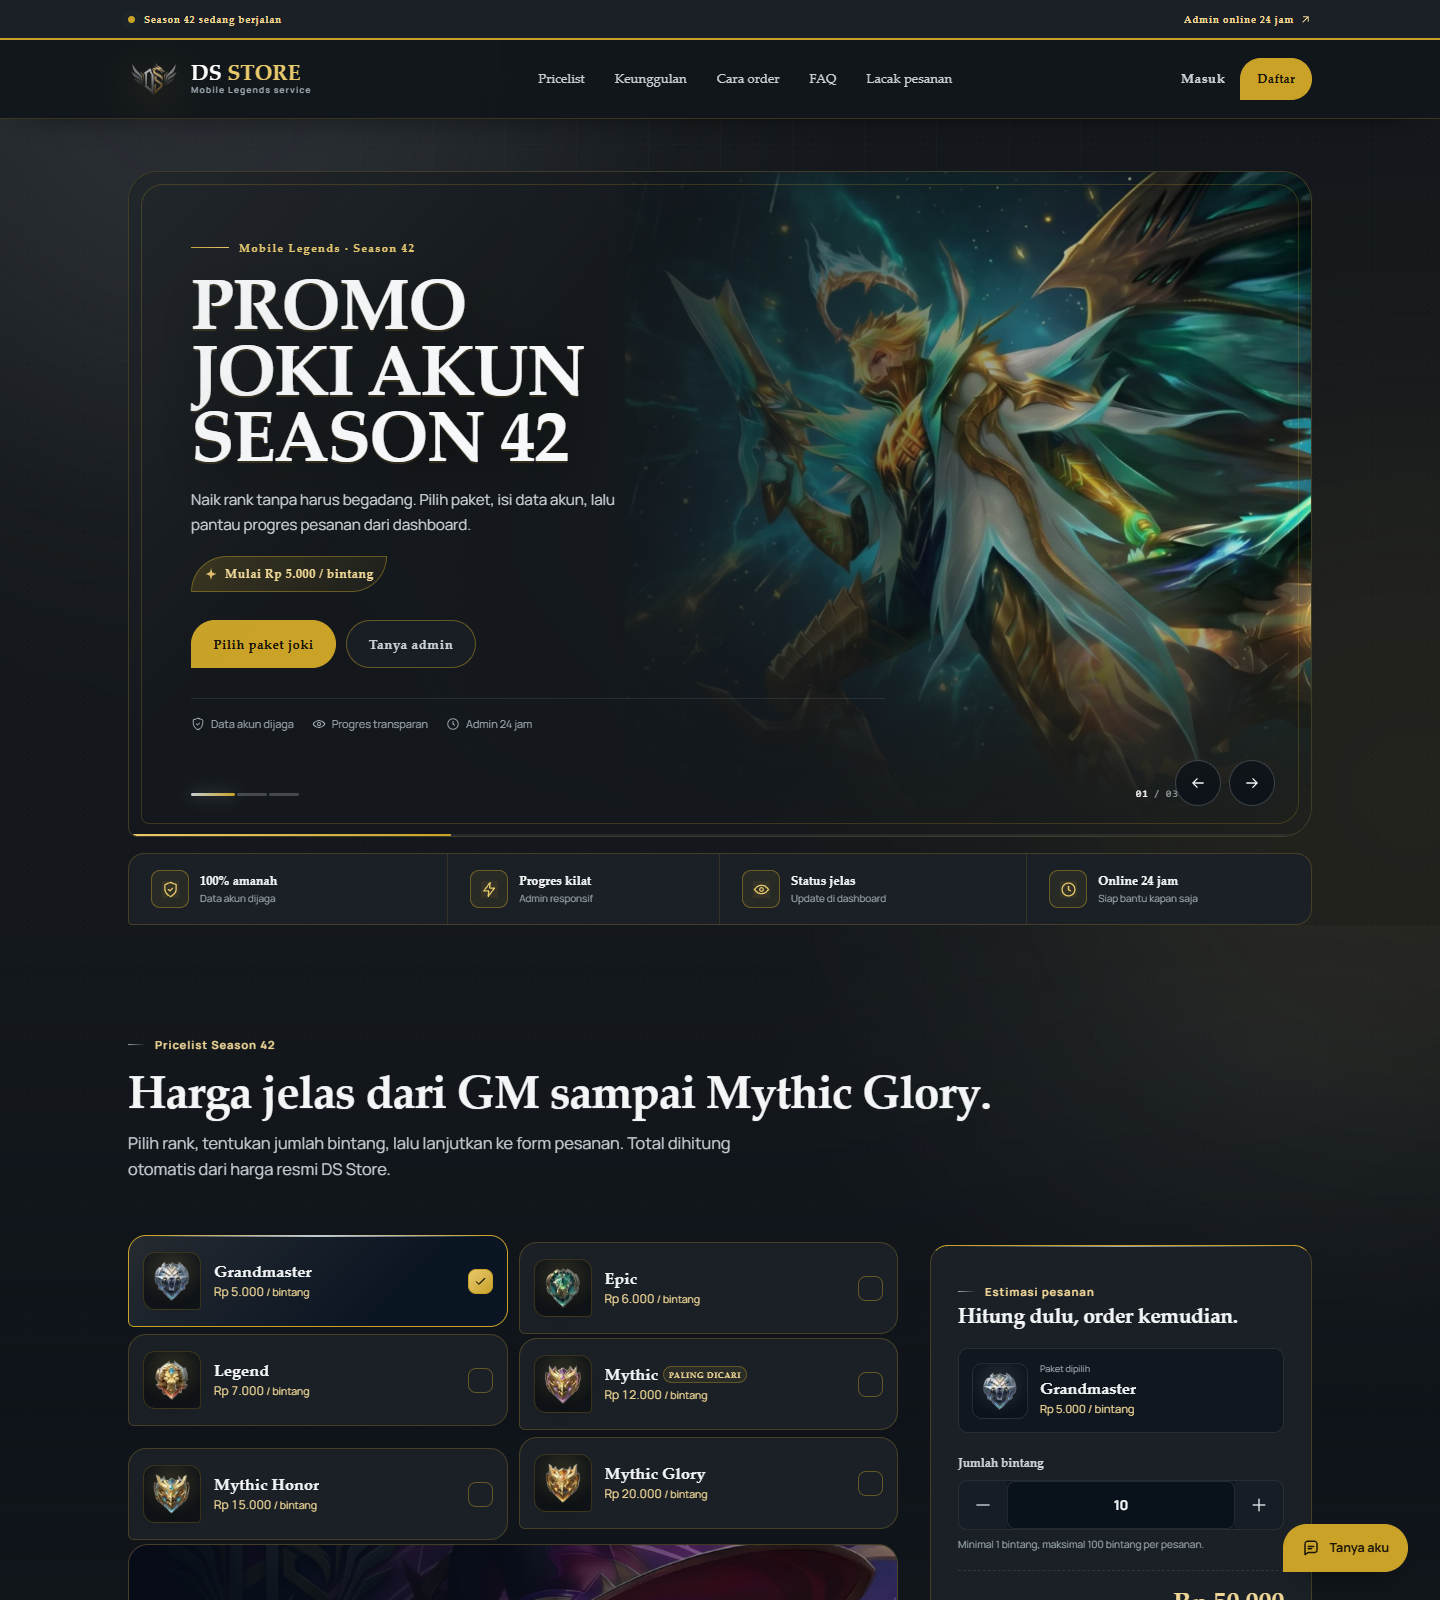 Season 42 sedang berjalan
Admin online 24 jam
DS STORE
Mobile Legends service
Pricelist
Keunggulan
Cara order
FAQ
Lacak pesanan
Masuk
Daftar
Mobile Legends · Season 42
PROMO
JOKI AKUN
SEASON 42
Naik rank tanpa harus begadang. Pilih paket, isi data akun, lalu
pantau progres pesanan dari dashboard.
Mulai Rp 5.000 / bintang
Pilih paket joki
Tanya admin
Data akun dijaga
Progres transparan
Admin 24 jam
01 / 03
100% amanah
Data akun dijaga
Progres kilat
Admin responsif
Status jelas
Update di dashboard
Online 24 jam
Siap bantu kapan saja
Pricelist Season 42
Harga jelas dari GM sampai Mythic Glory.
Pilih rank, tentukan jumlah bintang, lalu lanjutkan ke form pesanan. Total dihitung
otomatis dari harga resmi DS Store.
Grandmaster
Rp 5.000 / bintang
Epic
Rp 6.000 / bintang
Legend
Rp 7.000 / bintang
Mythic PALING DICARI
Rp 12.000 / bintang
Mythic Honor
Rp 15.000 / bintang
Mythic Glory
Rp 20.000 / bintang
Estimasi pesanan
Hitung dulu, order kemudian.
Paket dipilih
Grandmaster
Rp 5.000 / bintang
Jumlah bintang
10
Minimal 1 bintang, maksimal 100 bintang per pesanan.
Tanya aku
Rp 50.000